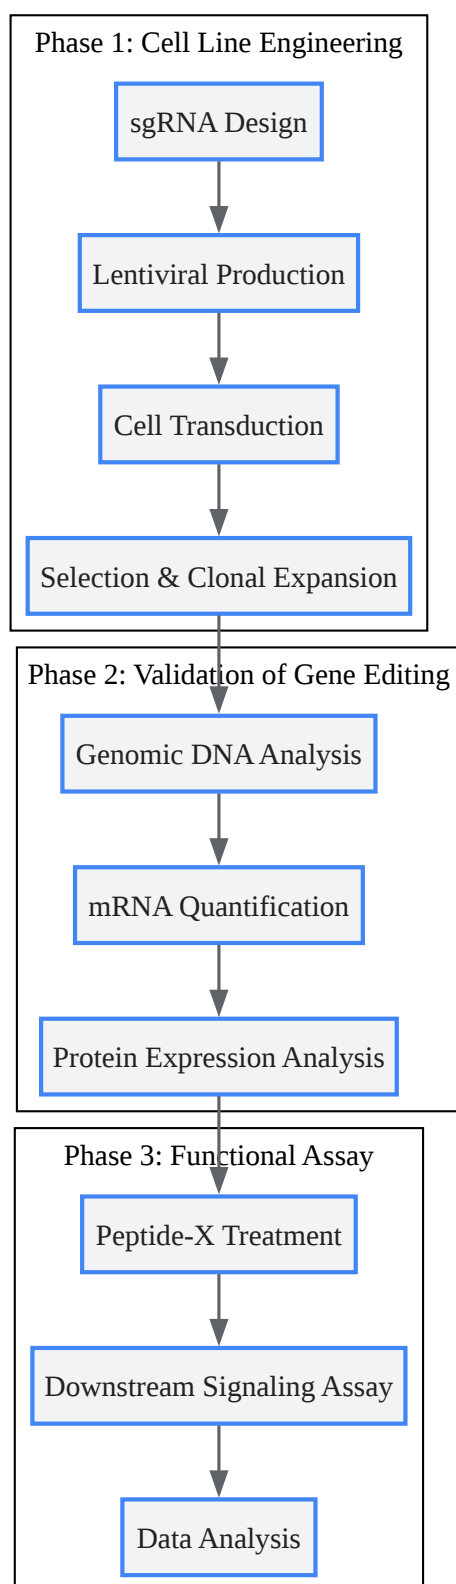 Phase 1: Cell Line Engineering
sgRNA Design
Lentiviral Production
Cell Transduction
Selection & Clonal Expansion
Phase 2: Validation of Gene Editing
Genomic DNA Analysis
mRNA Quantification
Protein Expression Analysis
Phase 3: Functional Assay
Peptide-X Treatment
Downstream Signaling Assay
Data Analysis